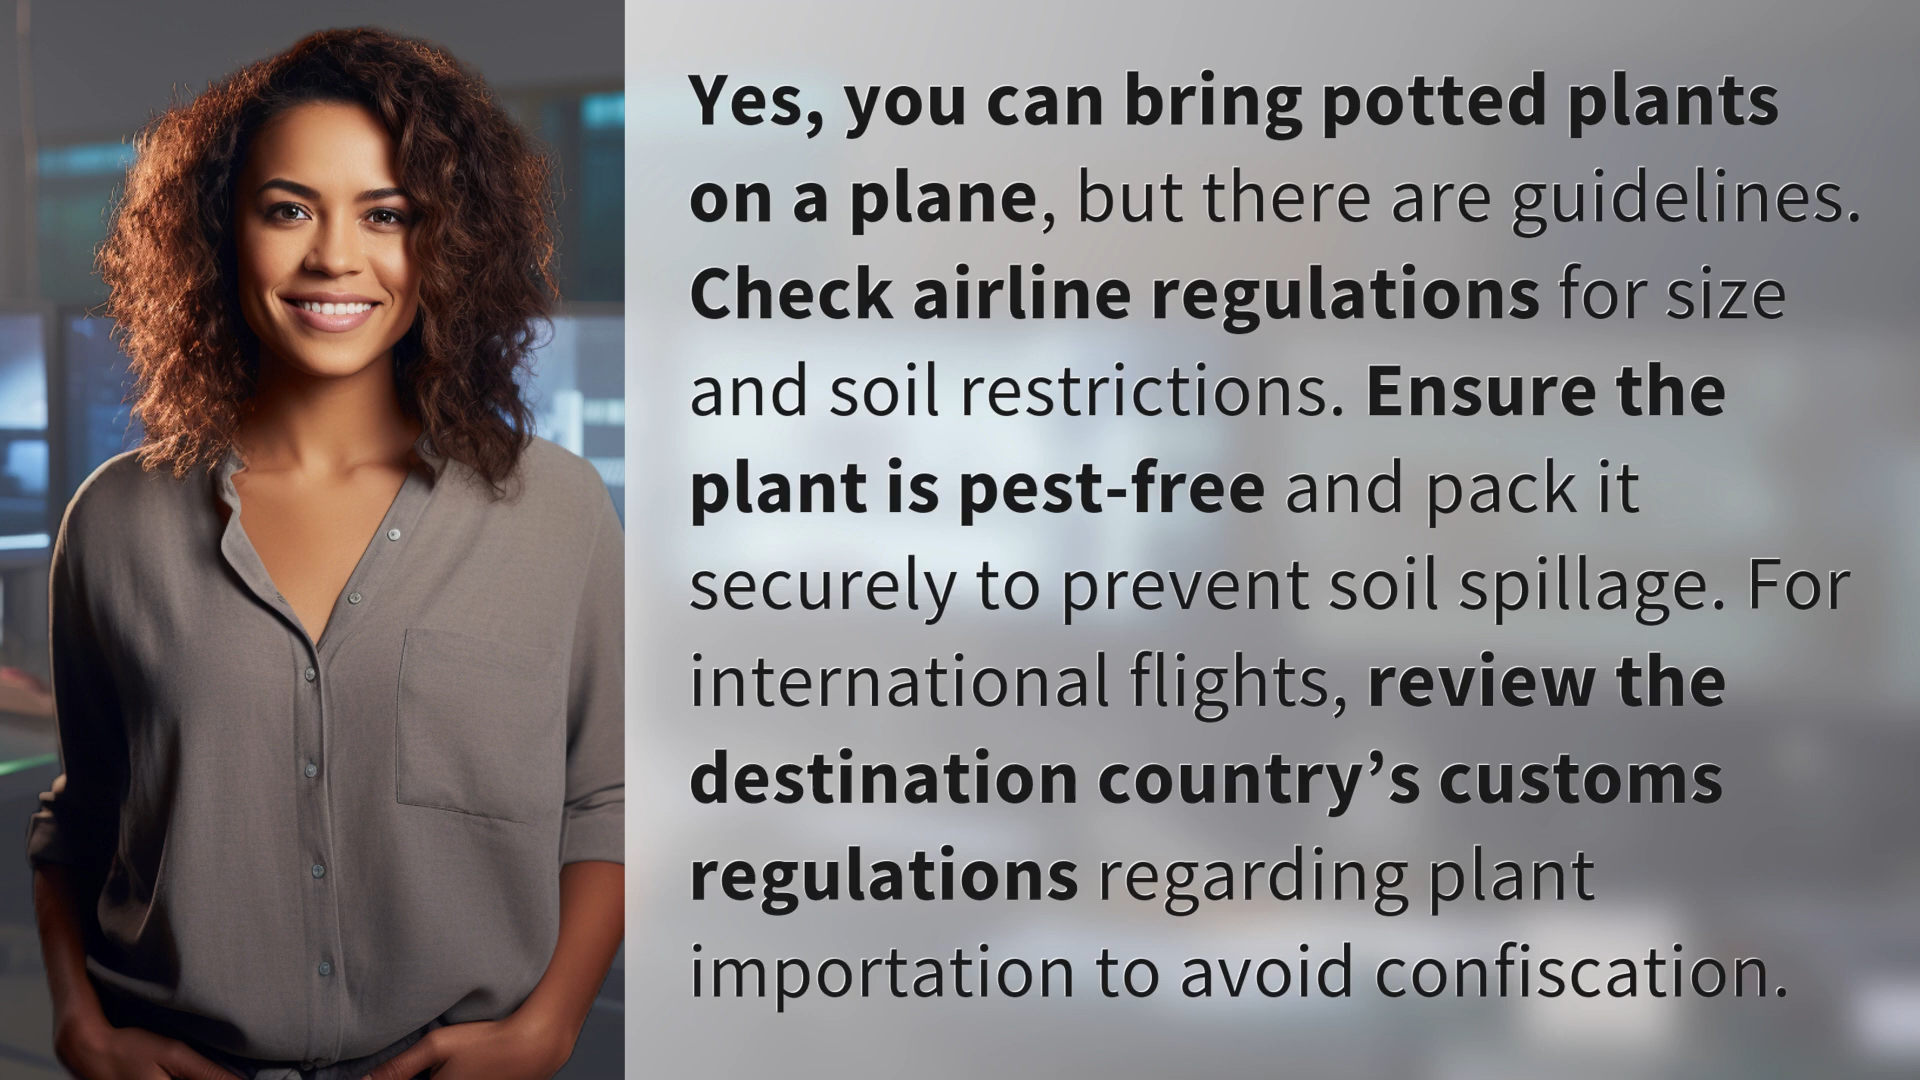 Yes, you can bring potted plants
on a plane, but there are guidelines.
Check airline regulations for size
and soil restrictions. Ensure the
plant is pest-free and pack it
securely to prevent soil spillage. For
international flights, review the
destination country’s customs
regulations regarding plant
importation to avoid confiscation.